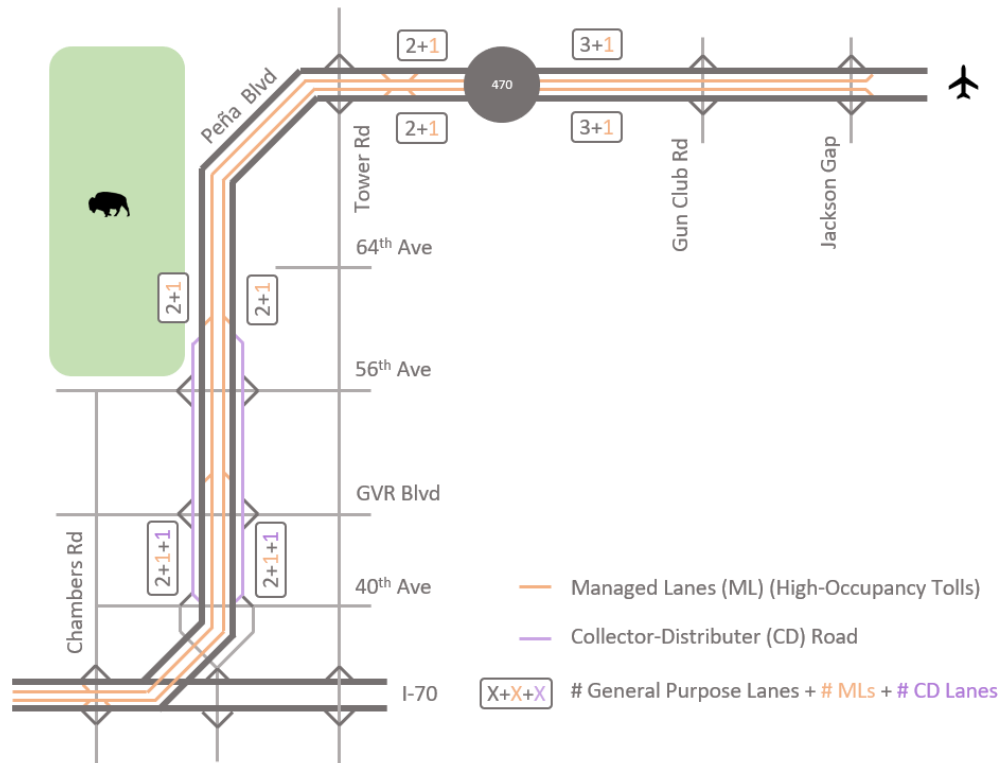 2+1
3+1
470
Peña Blvd
2+1
3+1
Tower Rd
Gun Club Rd
Jackson Gap
64th Ave
2+1
2+1
56th Ave
GVR Blvd
2+1+1
2+1+1
Chambers Rd
40th Ave
Managed Lanes (ML) (High-Occupancy Tolls)
Collector-Distributer (CD) Road
I-70
X+X+X
# General Purpose Lanes + # MLs + # CD Lanes